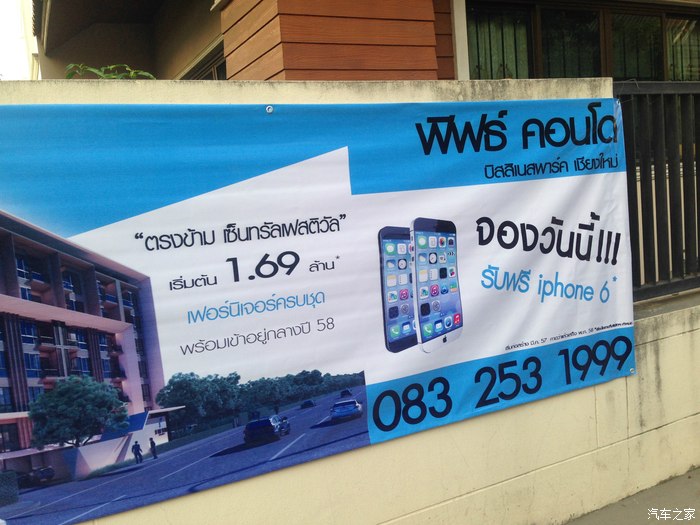 พีฟธ์ คอนโด
บิสสิเนสพาร์ค เชียงใหม่
“ตรงข้าม เซ็นทรัลเฟสติวัล”
เริ่มต้น 1.69 ล้าน*
เฟอร์นิเจอร์ครบชุด
พร้อมเข้าอยู่กลางปี 58
จองวันนี้!!!
รับฟรี iphone 6*
083 253 1999
汽车之家